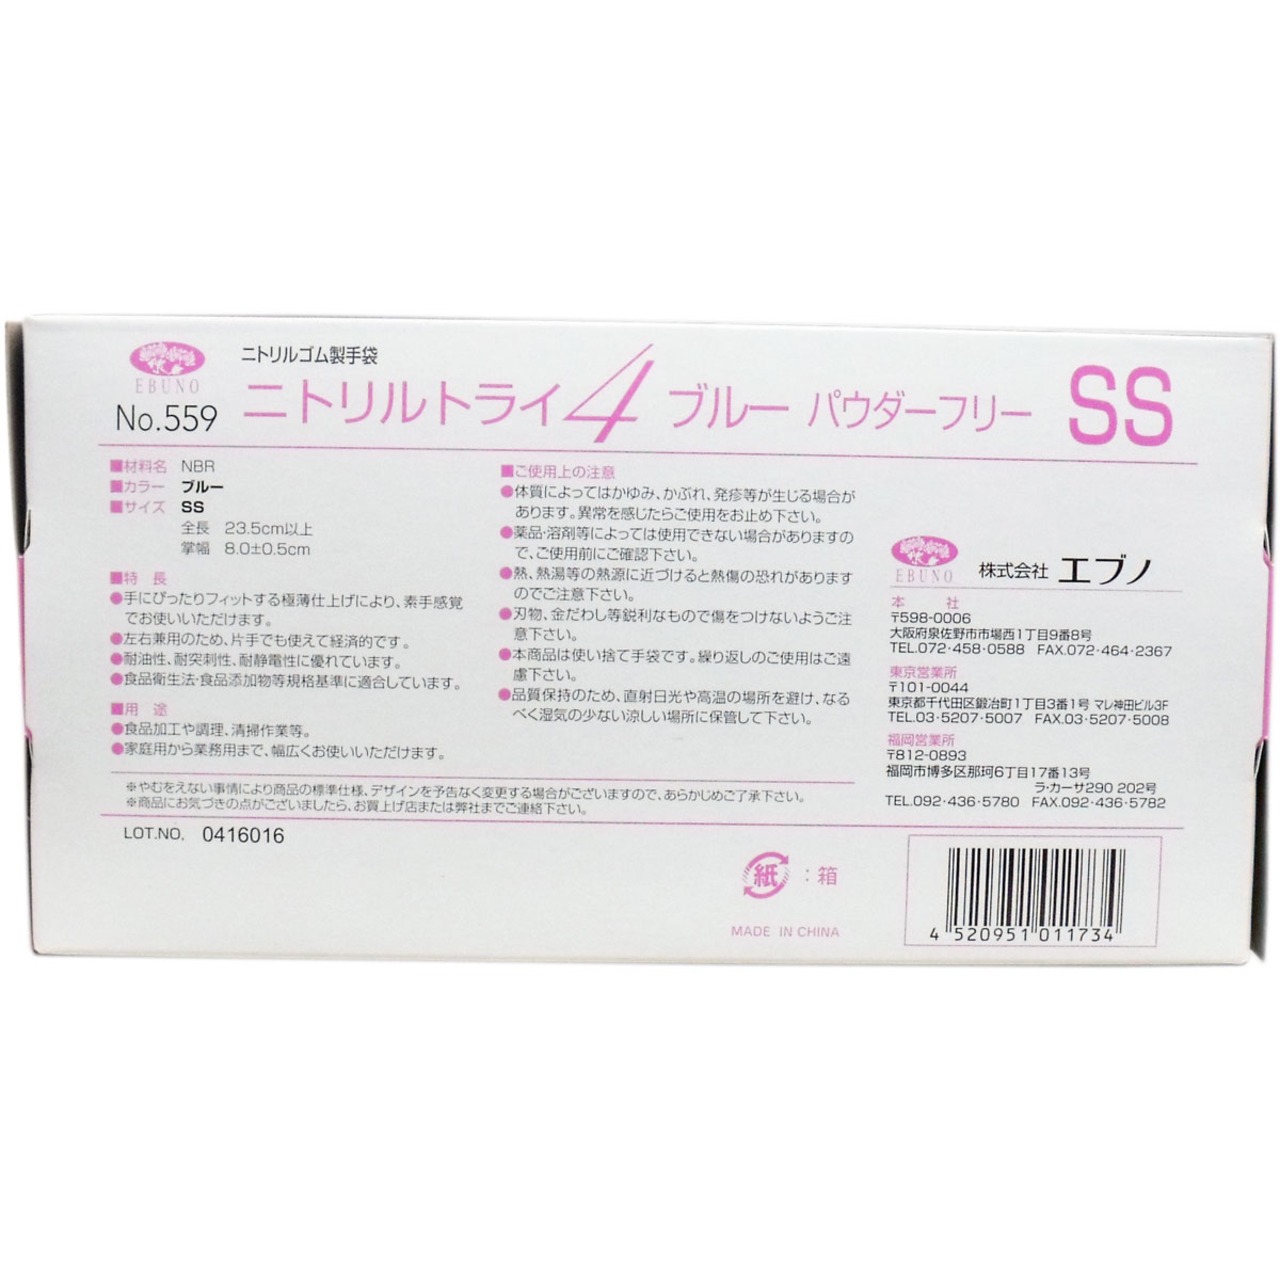 EBUNO
No.559
ニトリルゴム製手袋
ニトリルトライ4 ブルー パウダーフリー SS
■材料名 NBR
■カラー ブルー
■サイズ SS
全長 23.5cm以上
掌幅 8.0±0.5cm
■特 長
●手にぴったりフィットする極薄仕上げにより、素手感覚
でお使いいただけます。
●左右兼用のため、片手でも使えて経済的です。
●耐油性、耐突刺性、耐静電性に優れています。
●食品衛生法・食品添加物等規格基準に適合しています。
■用 途
●食品加工や調理、清掃作業等。
●家庭用から業務用まで、幅広くお使いいただけます。
■ご使用上の注意
●体質によってはかゆみ、かぶれ、発疹等が生じる場合が
あります。異常を感じたらご使用をお止め下さい。
●薬品・溶剤等によっては使用できない場合がありますの
で、ご使用前にご確認下さい。
●熱、熱湯等の熱源に近づけると熱傷の恐れがあります
のでご注意下さい。
●刃物、金だわし等鋭利なもので傷をつけないようご注
意下さい。
●本商品は使い捨て手袋です。繰り返しのご使用はご遠
慮下さい。
●品質保持のため、直射日光や高温の場所を避け、なる
べく湿気の少ない涼しい場所に保管して下さい。
EBUNO 株式会社 エブノ
本 社
〒598-0006
大阪府泉佐野市市場西1丁目9番8号
TEL.072-458-0588 FAX.072-464-2367
東京営業所
〒101-0044
東京都千代田区鍛冶町1丁目3番1号 マレ神田ビル3F
TEL.03-5207-5007 FAX.03-5207-5008
福岡営業所
〒812-0893
福岡市博多区那珂6丁目17番13号
ラ・カーサ290 202号
TEL.092-436-5780 FAX.092-436-5782
※やむをえない事情により商品の標準仕様、デザインを予告なく変更する場合がございますので、あらかじめご了承下さい。
※商品にお気づきの点がございましたら、お買上げ店または弊社までご連絡下さい。
LOT.NO. 0416016
紙 : 箱
MADE IN CHINA
4 520951 011734